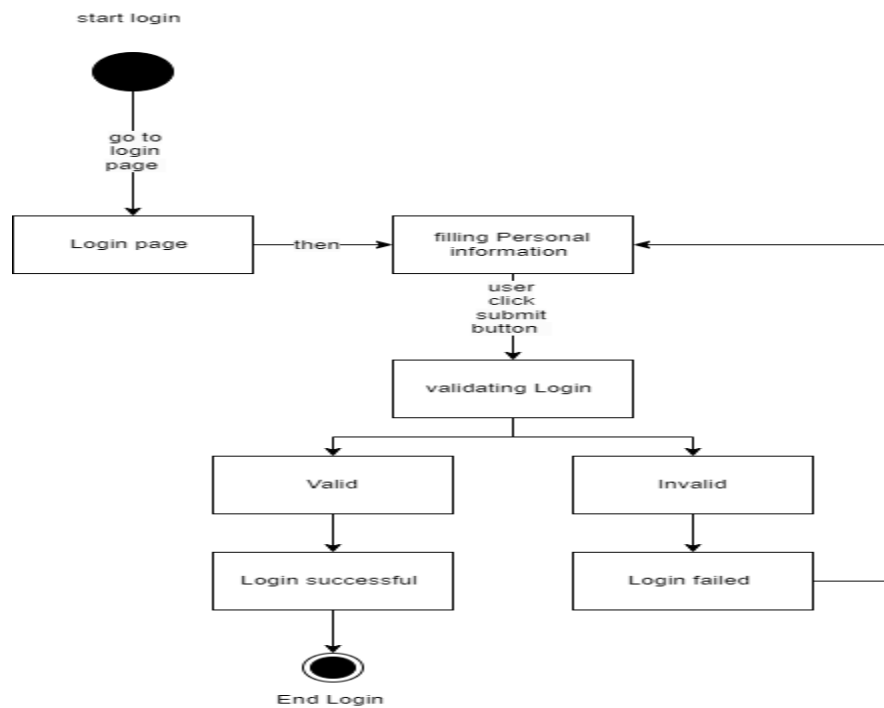 start login
go to
login
page
Login page
then
filling Personal
information
user
click
submit
button
validating Login
Valid
Invalid
Login successful
Login failed
End Login